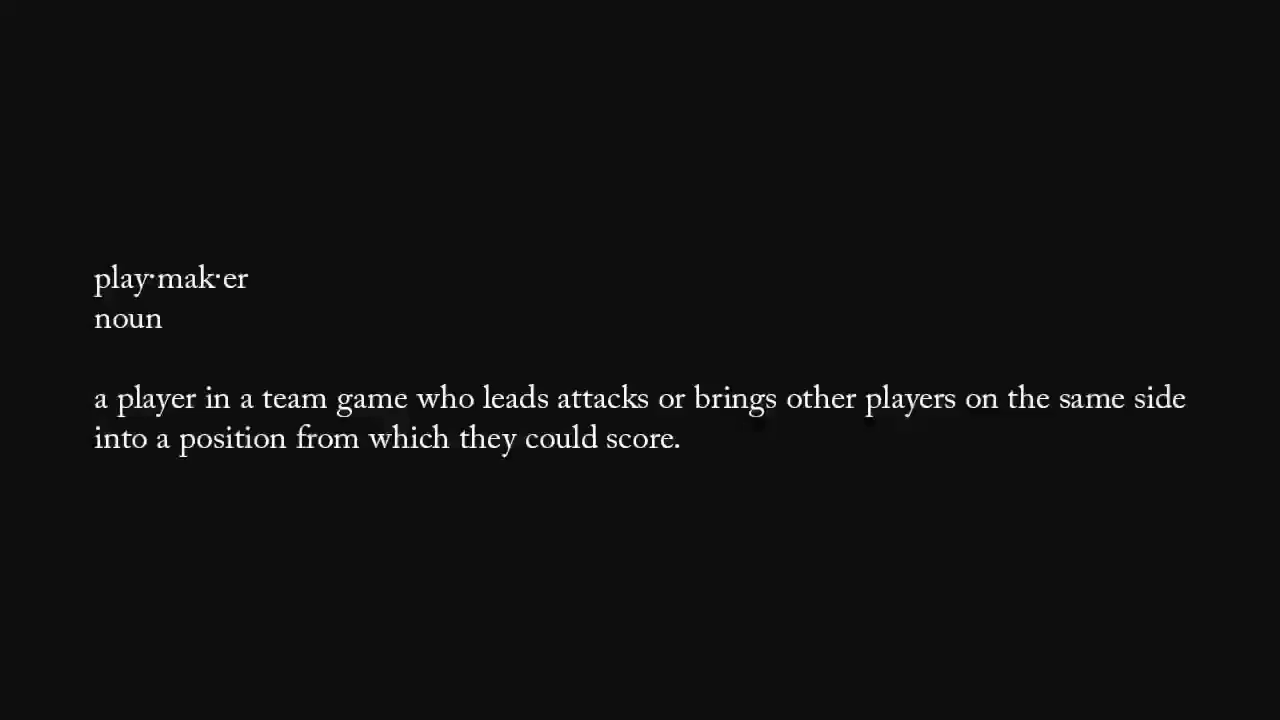 play·mak·er
noun
a player in a team game who leads attacks or brings other players on the same side
into a position from which they could score.